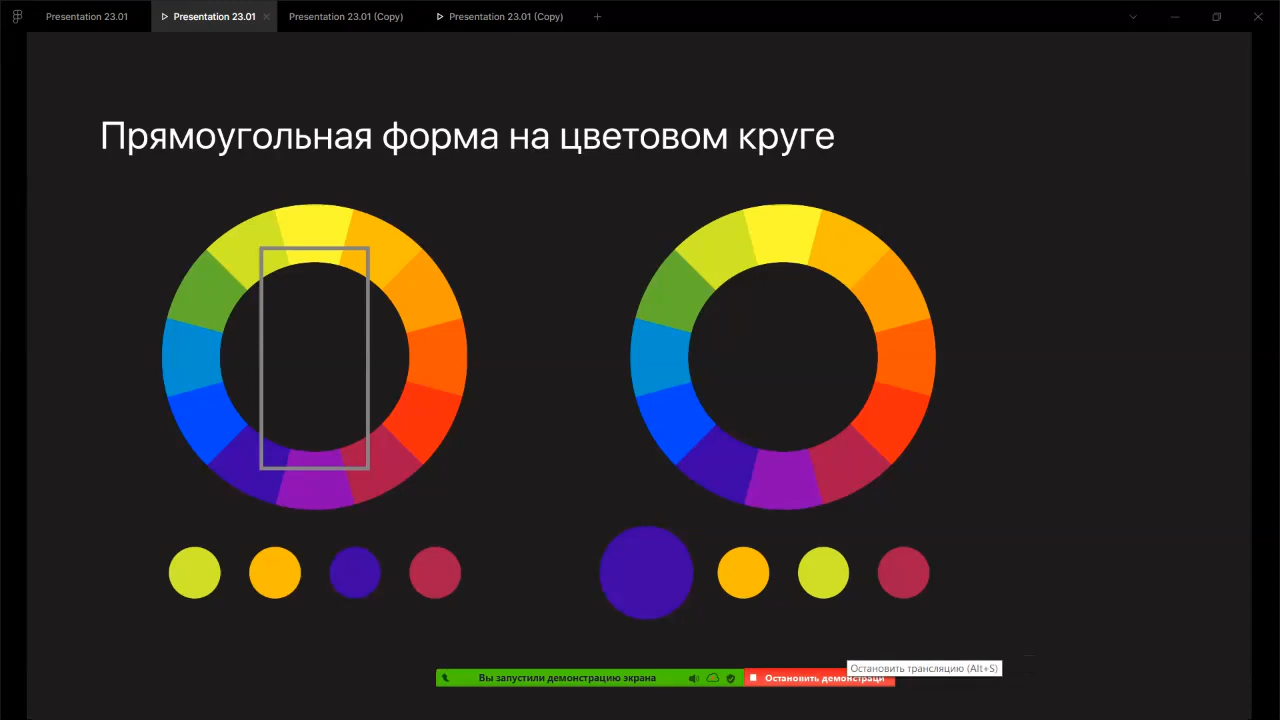 Presentation 23.01
Presentation 23.01
Presentation 23.01 (Copy)
Presentation 23.01 (Copy)
Прямоугольная форма на цветовом круге
Остановить трансляцию (Alt+S)
Вы запустили демонстрацию экрана
Остановить демонстраци